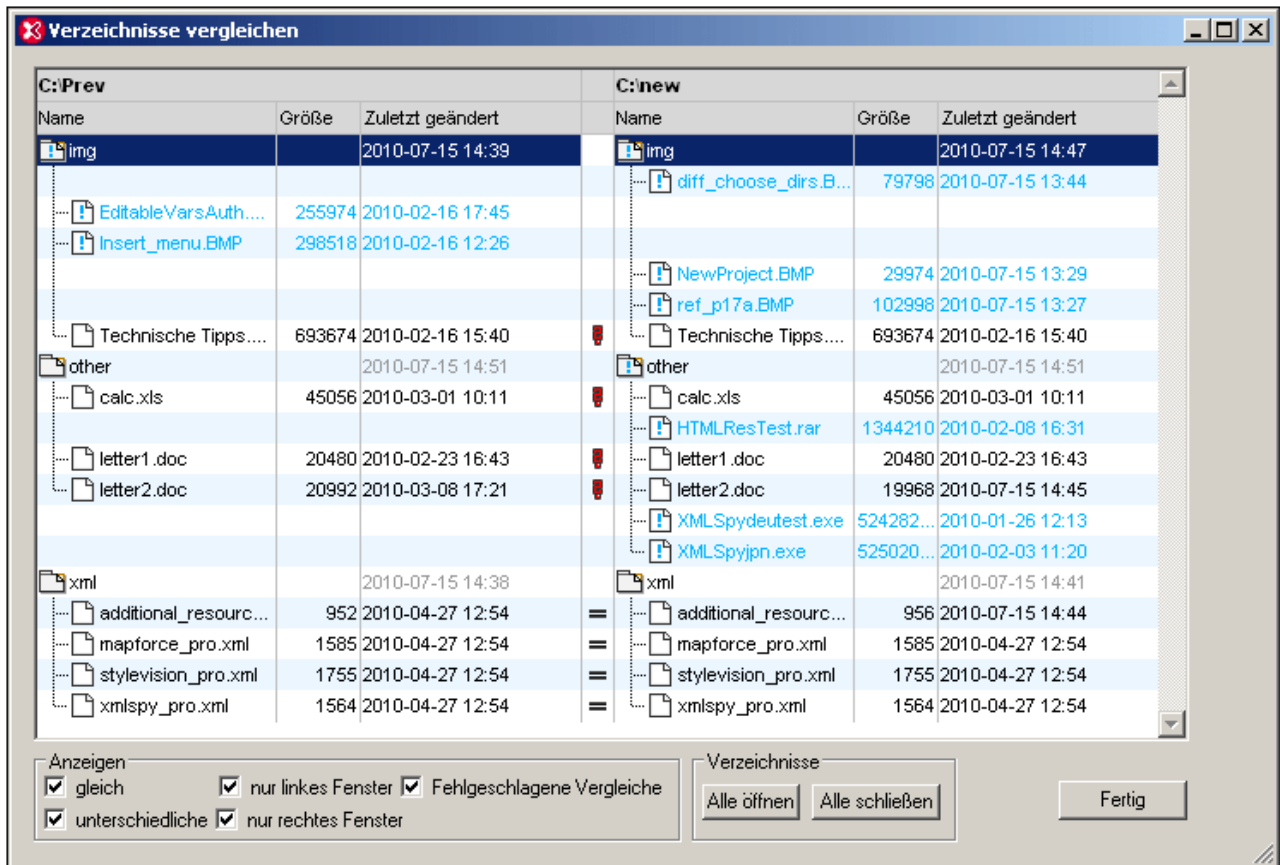 Verzeichnisse vergleichen
C:\Prev C:\new
Name Größe Zuletzt geändert Name Größe Zuletzt geändert
img 2010-07-15 14:39 img 2010-07-15 14:47
diff_choose_dirs.B... 79798 2010-07-15 13:44
EditableVarsAuth.... 255974 2010-02-16 17:45
Insert_menu.BMP 298518 2010-02-16 12:26
NewProject.BMP 29974 2010-07-15 13:29
ref_p17a.BMP 102998 2010-07-15 13:27
Technische Tipps.... 693674 2010-02-16 15:40 Technische Tipps.... 693674 2010-02-16 15:40
other 2010-07-15 14:51 other 2010-07-15 14:51
calc.xls 45056 2010-03-01 10:11 calc.xls 45056 2010-03-01 10:11
HTMLResTest.rar 1344210 2010-02-08 16:31
letter1.doc 20480 2010-02-23 16:43 letter1.doc 20480 2010-02-23 16:43
letter2.doc 20992 2010-03-08 17:21 letter2.doc 19968 2010-07-15 14:45
XMLSpydeutest.exe 524282... 2010-01-26 12:13
XMLSpyjpn.exe 525020... 2010-02-03 11:20
xml 2010-07-15 14:38 xml 2010-07-15 14:41
additional_resourc... 952 2010-04-27 12:54 = additional_resourc... 956 2010-07-15 14:44
mapforce_pro.xml 1585 2010-04-27 12:54 = mapforce_pro.xml 1585 2010-04-27 12:54
stylevision_pro.xml 1755 2010-04-27 12:54 = stylevision_pro.xml 1755 2010-04-27 12:54
xmlspy_pro.xml 1564 2010-04-27 12:54 = xmlspy_pro.xml 1564 2010-04-27 12:54
Anzeigen Verzeichnisse
gleich nur linkes Fenster Fehlgeschlagene Vergleiche
Alle öffnen Alle schließen Fertig
unterschiedliche nur rechtes Fenster